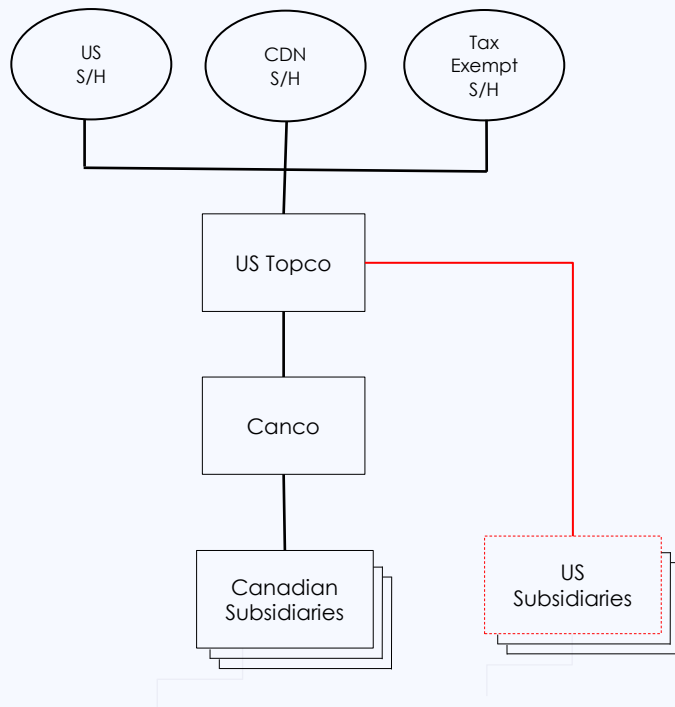 US
S/H
CDN
S/H
Tax
Exempt
S/H
US Topco
Canco
Canadian
Subsidiaries
US
Subsidiaries